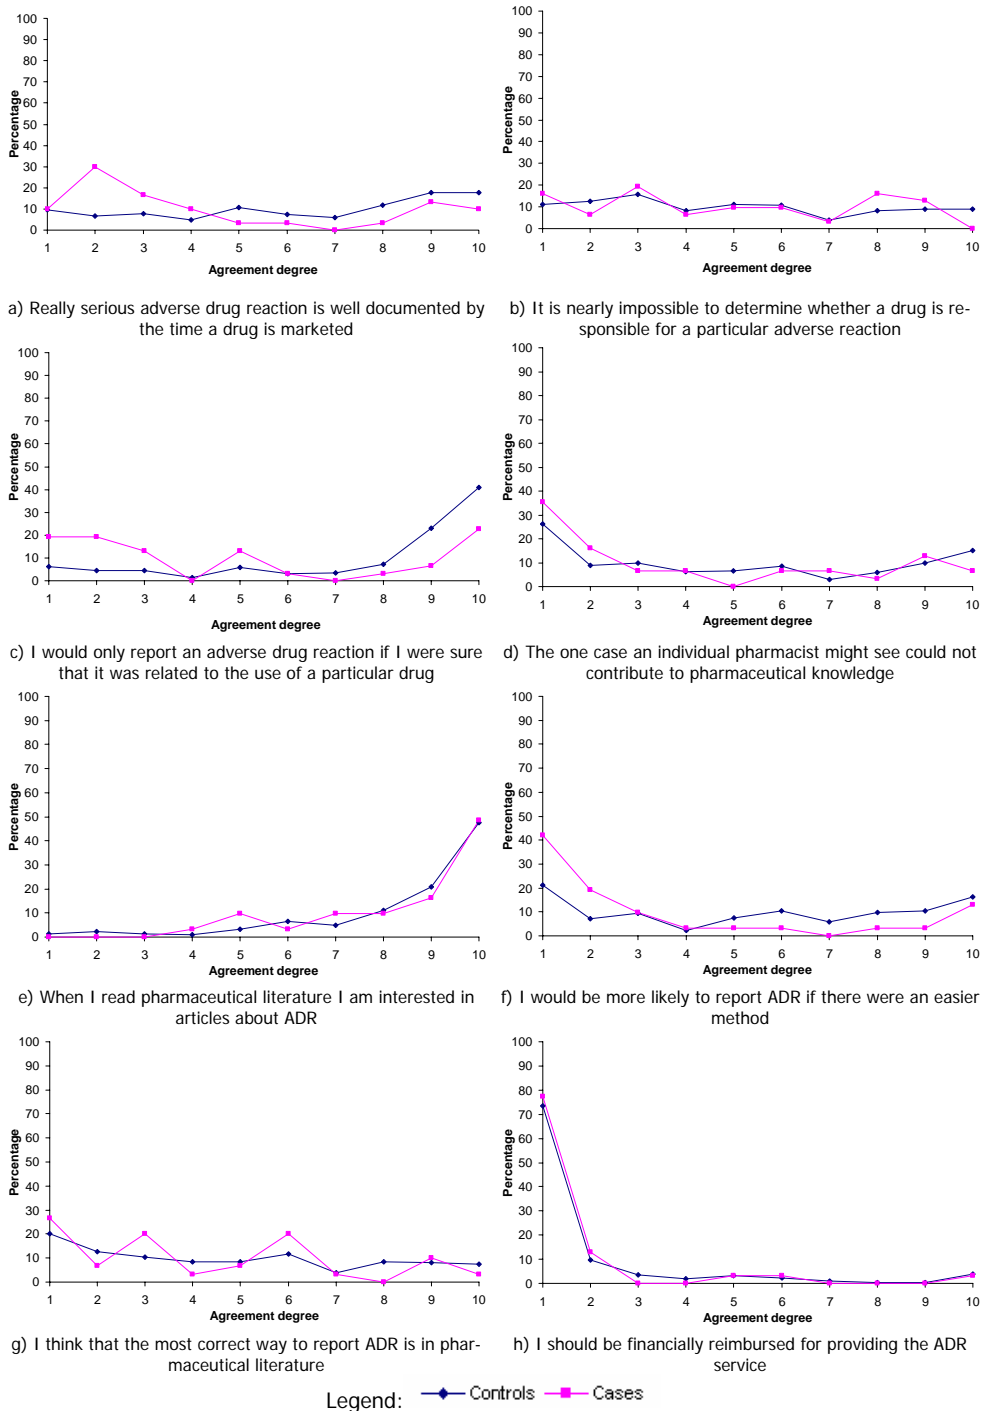 100
90
80
70
60
50
40
30
20
10
0
Percentage
1 2 3 4 5 6 7 8 9 10
Agreement degree
a) Really serious adverse drug reaction is well documented by
the time a drug is marketed
100
90
80
70
60
50
40
30
20
10
0
Percentage
1 2 3 4 5 6 7 8 9 10
Agreement degree
b) It is nearly impossible to determine whether a drug is re-
sponsible for a particular adverse reaction
100
90
80
70
60
50
40
30
20
10
0
Percentage
1 2 3 4 5 6 7 8 9 10
Agreement degree
c) I would only report an adverse drug reaction if I were sure
that it was related to the use of a particular drug
100
90
80
70
60
50
40
30
20
10
0
Percentage
1 2 3 4 5 6 7 8 9 10
Agreement degree
d) The one case an individual pharmacist might see could not
contribute to pharmaceutical knowledge
100
90
80
70
60
50
40
30
20
10
0
Percentage
1 2 3 4 5 6 7 8 9 10
Agreement degree
e) When I read pharmaceutical literature I am interested in
articles about ADR
100
90
80
70
60
50
40
30
20
10
0
Percentage
1 2 3 4 5 6 7 8 9 10
Agreement degree
f) I would be more likely to report ADR if there were an easier
method
100
90
80
70
60
50
40
30
20
10
0
Percentage
1 2 3 4 5 6 7 8 9 10
Agreement degree
g) I think that the most correct way to report ADR is in phar-
maceutical literature
100
90
80
70
60
50
40
30
20
10
0
Percentage
1 2 3 4 5 6 7 8 9 10
Agreement degree
h) I should be financially reimbursed for providing the ADR
service
Legend: Controls Cases